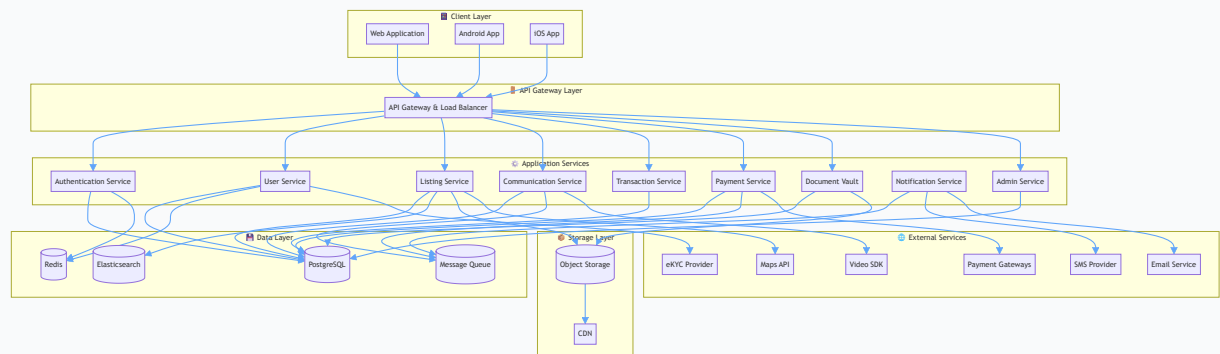 📱 Client Layer
Web Application
Android App
iOS App
🚪 API Gateway Layer
API Gateway & Load Balancer
⚙️ Application Services
Authentication Service
User Service
Listing Service
Communication Service
Transaction Service
Payment Service
Document Vault
Notification Service
Admin Service
💾 Data Layer
Redis
Elasticsearch
PostgreSQL
Message Queue
📦 Storage Layer
Object Storage
CDN
🌐 External Services
eKYC Provider
Maps API
Video SDK
Payment Gateways
SMS Provider
Email Service